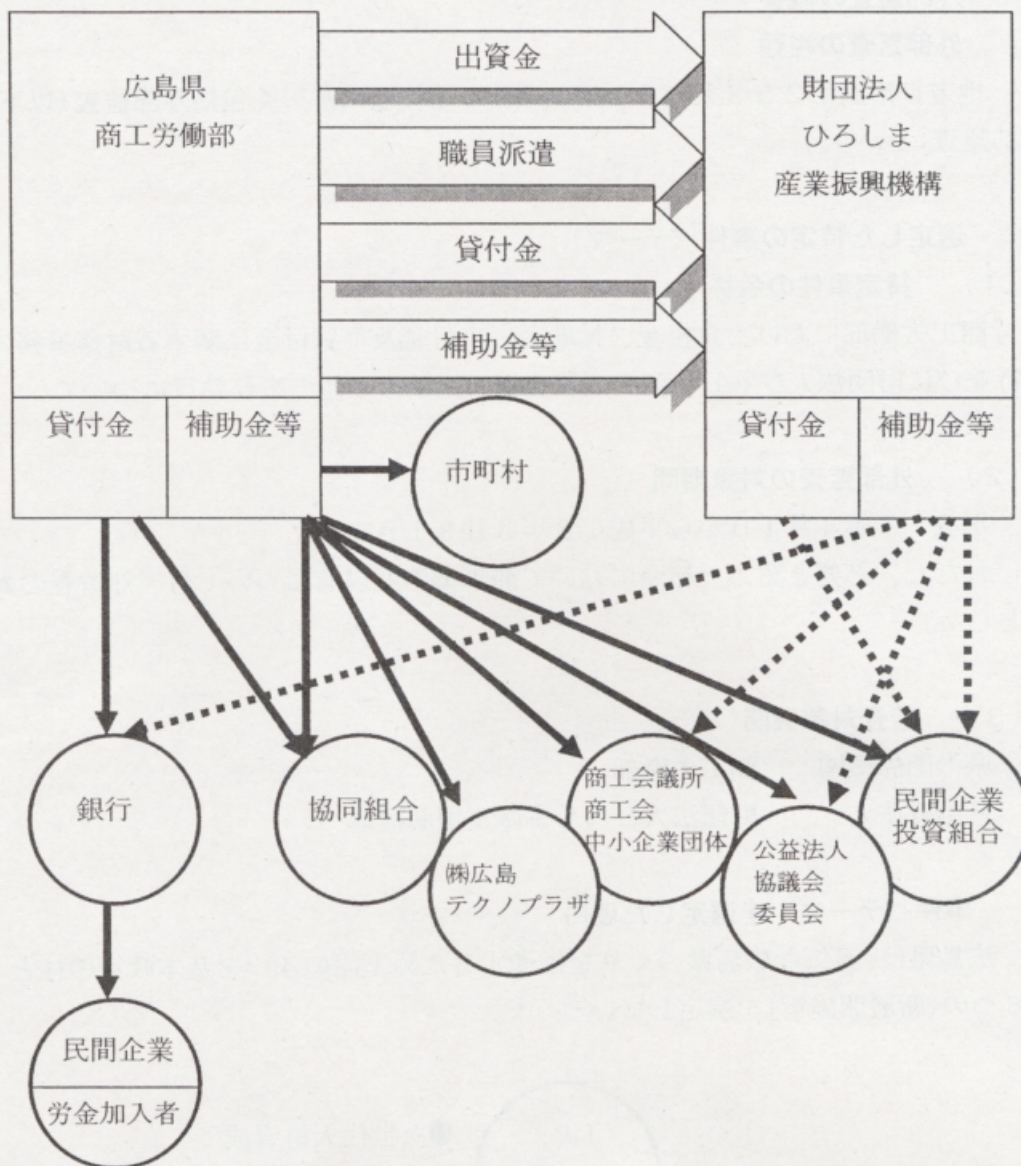 広島県
商工労働部
出資金
職員派遣
貸付金
補助金等
財団法人
ひろしま
産業振興機構
貸付金
補助金等
市町村
貸付金
補助金等
銀行
協同組合
㈱広島
テクノプラザ
商工会議所
商工会
中小企業団体
公益法人
協議会
委員会
民間企業
投資組合
民間企業
労金加入者